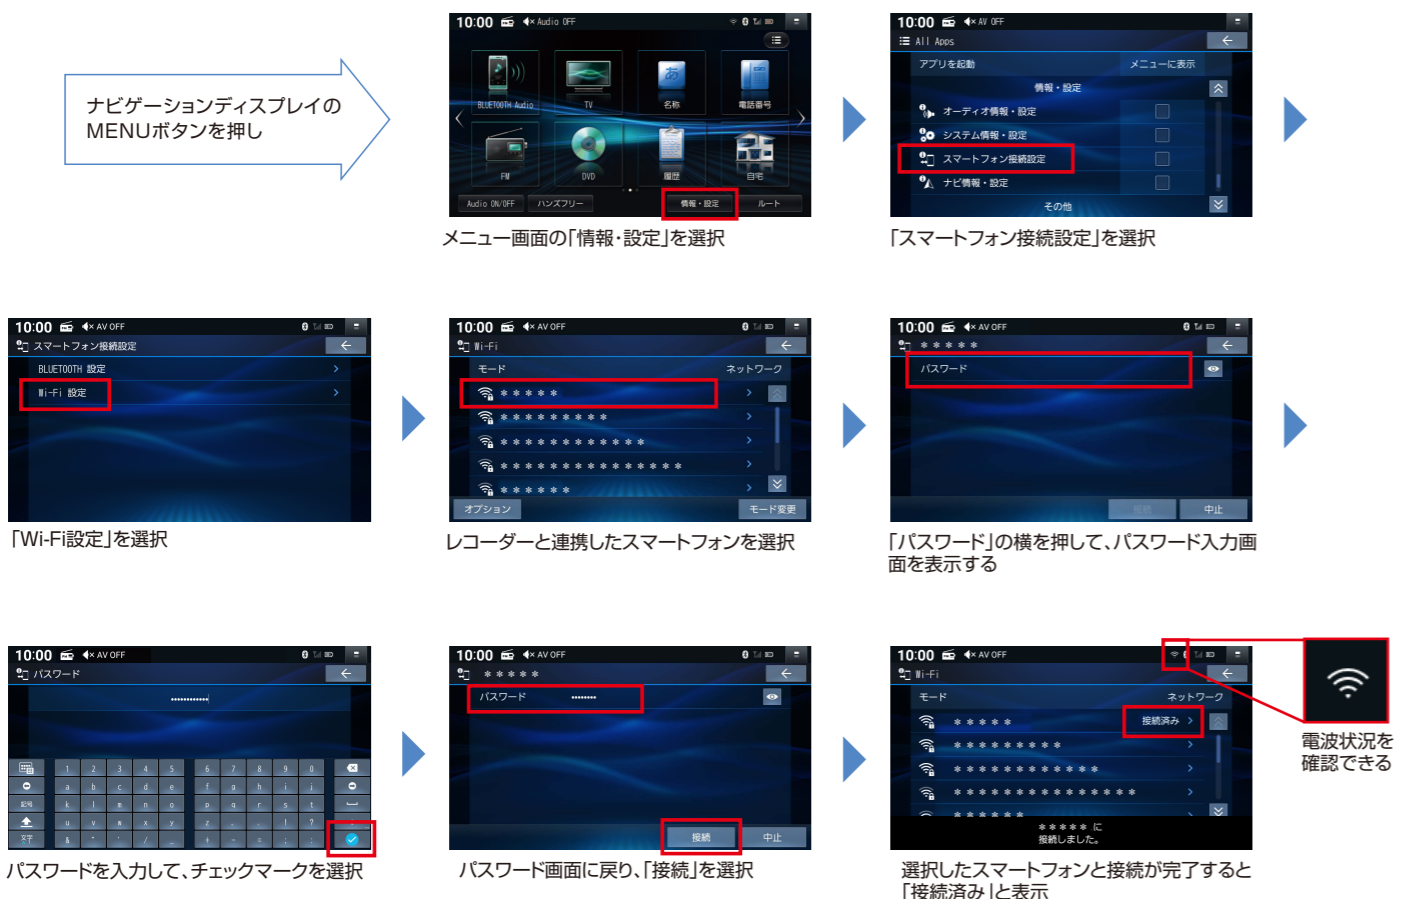 ナビゲーションディスプレイの
MENUボタンを押し
10:00 Audio OFF
BLUETOOTH Audio
TV
名称
電話番号
FM
DVD
履歴
自宅
Audio ON/OFF
ハンズフリー
情報・設定
ルート
メニュー画面の「情報・設定」を選択
10:00 AV OFF
All Apps
アプリを起動
メニューに表示
情報・設定
オーディオ情報・設定
システム情報・設定
スマートフォン接続設定
ナビ情報・設定
その他
「スマートフォン接続設定」を選択
10:00 AV OFF
スマートフォン接続設定
BLUETOOTH 設定
Wi-Fi 設定
「Wi-Fi設定」を選択
10:00 AV OFF
Wi-Fi
モード
ネットワーク
*****
*********
************
***************
******
オプション
モード変更
レコーダーと連携したスマートフォンを選択
10:00 AV OFF
*****
パスワード
接続
中止
「パスワード」の横を押して、パスワード入力画
面を表示する
10:00 AV OFF
パスワード
1 2 3 4 5 6 7 8 9 0
a b c d e f g h i j
記号 k l m n o p q r s t
u v w x y z ! ?
文字 & / _ + - = : ;
パスワードを入力して、チェックマークを選択
10:00 AV OFF
*****
パスワード ••••••••
接続
中止
パスワード画面に戻り、「接続」を選択
10:00 AV OFF
Wi-Fi
モード
ネットワーク
***** 接続済み
*********
************
***************
******
***** に
接続しました。
選択したスマートフォンと接続が完了すると
「接続済み」と表示
電波状況を
確認できる